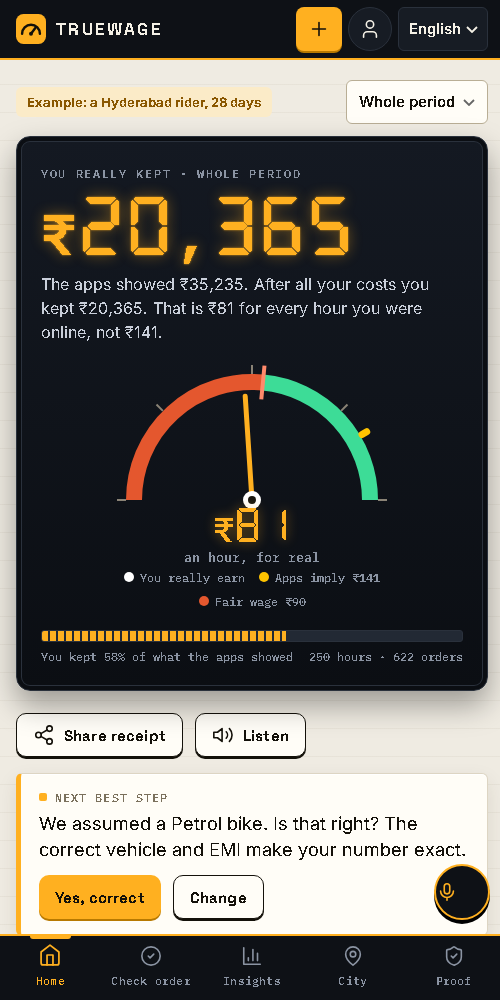 TRUEWAGE
English
Example: a Hyderabad rider, 28 days
Whole period
YOU REALLY KEPT · WHOLE PERIOD
₹20,365
The apps showed ₹35,235. After all your costs you
kept ₹20,365. That is ₹81 for every hour you were
online, not ₹141.
₹81
an hour, for real
You really earn
Apps imply ₹141
Fair wage ₹90
You kept 58% of what the apps showed
250 hours · 622 orders
Share receipt
Listen
NEXT BEST STEP
We assumed a Petrol bike. Is that right? The
correct vehicle and EMI make your number exact.
Yes, correct
Change
Home
Check order
Insights
City
Proof